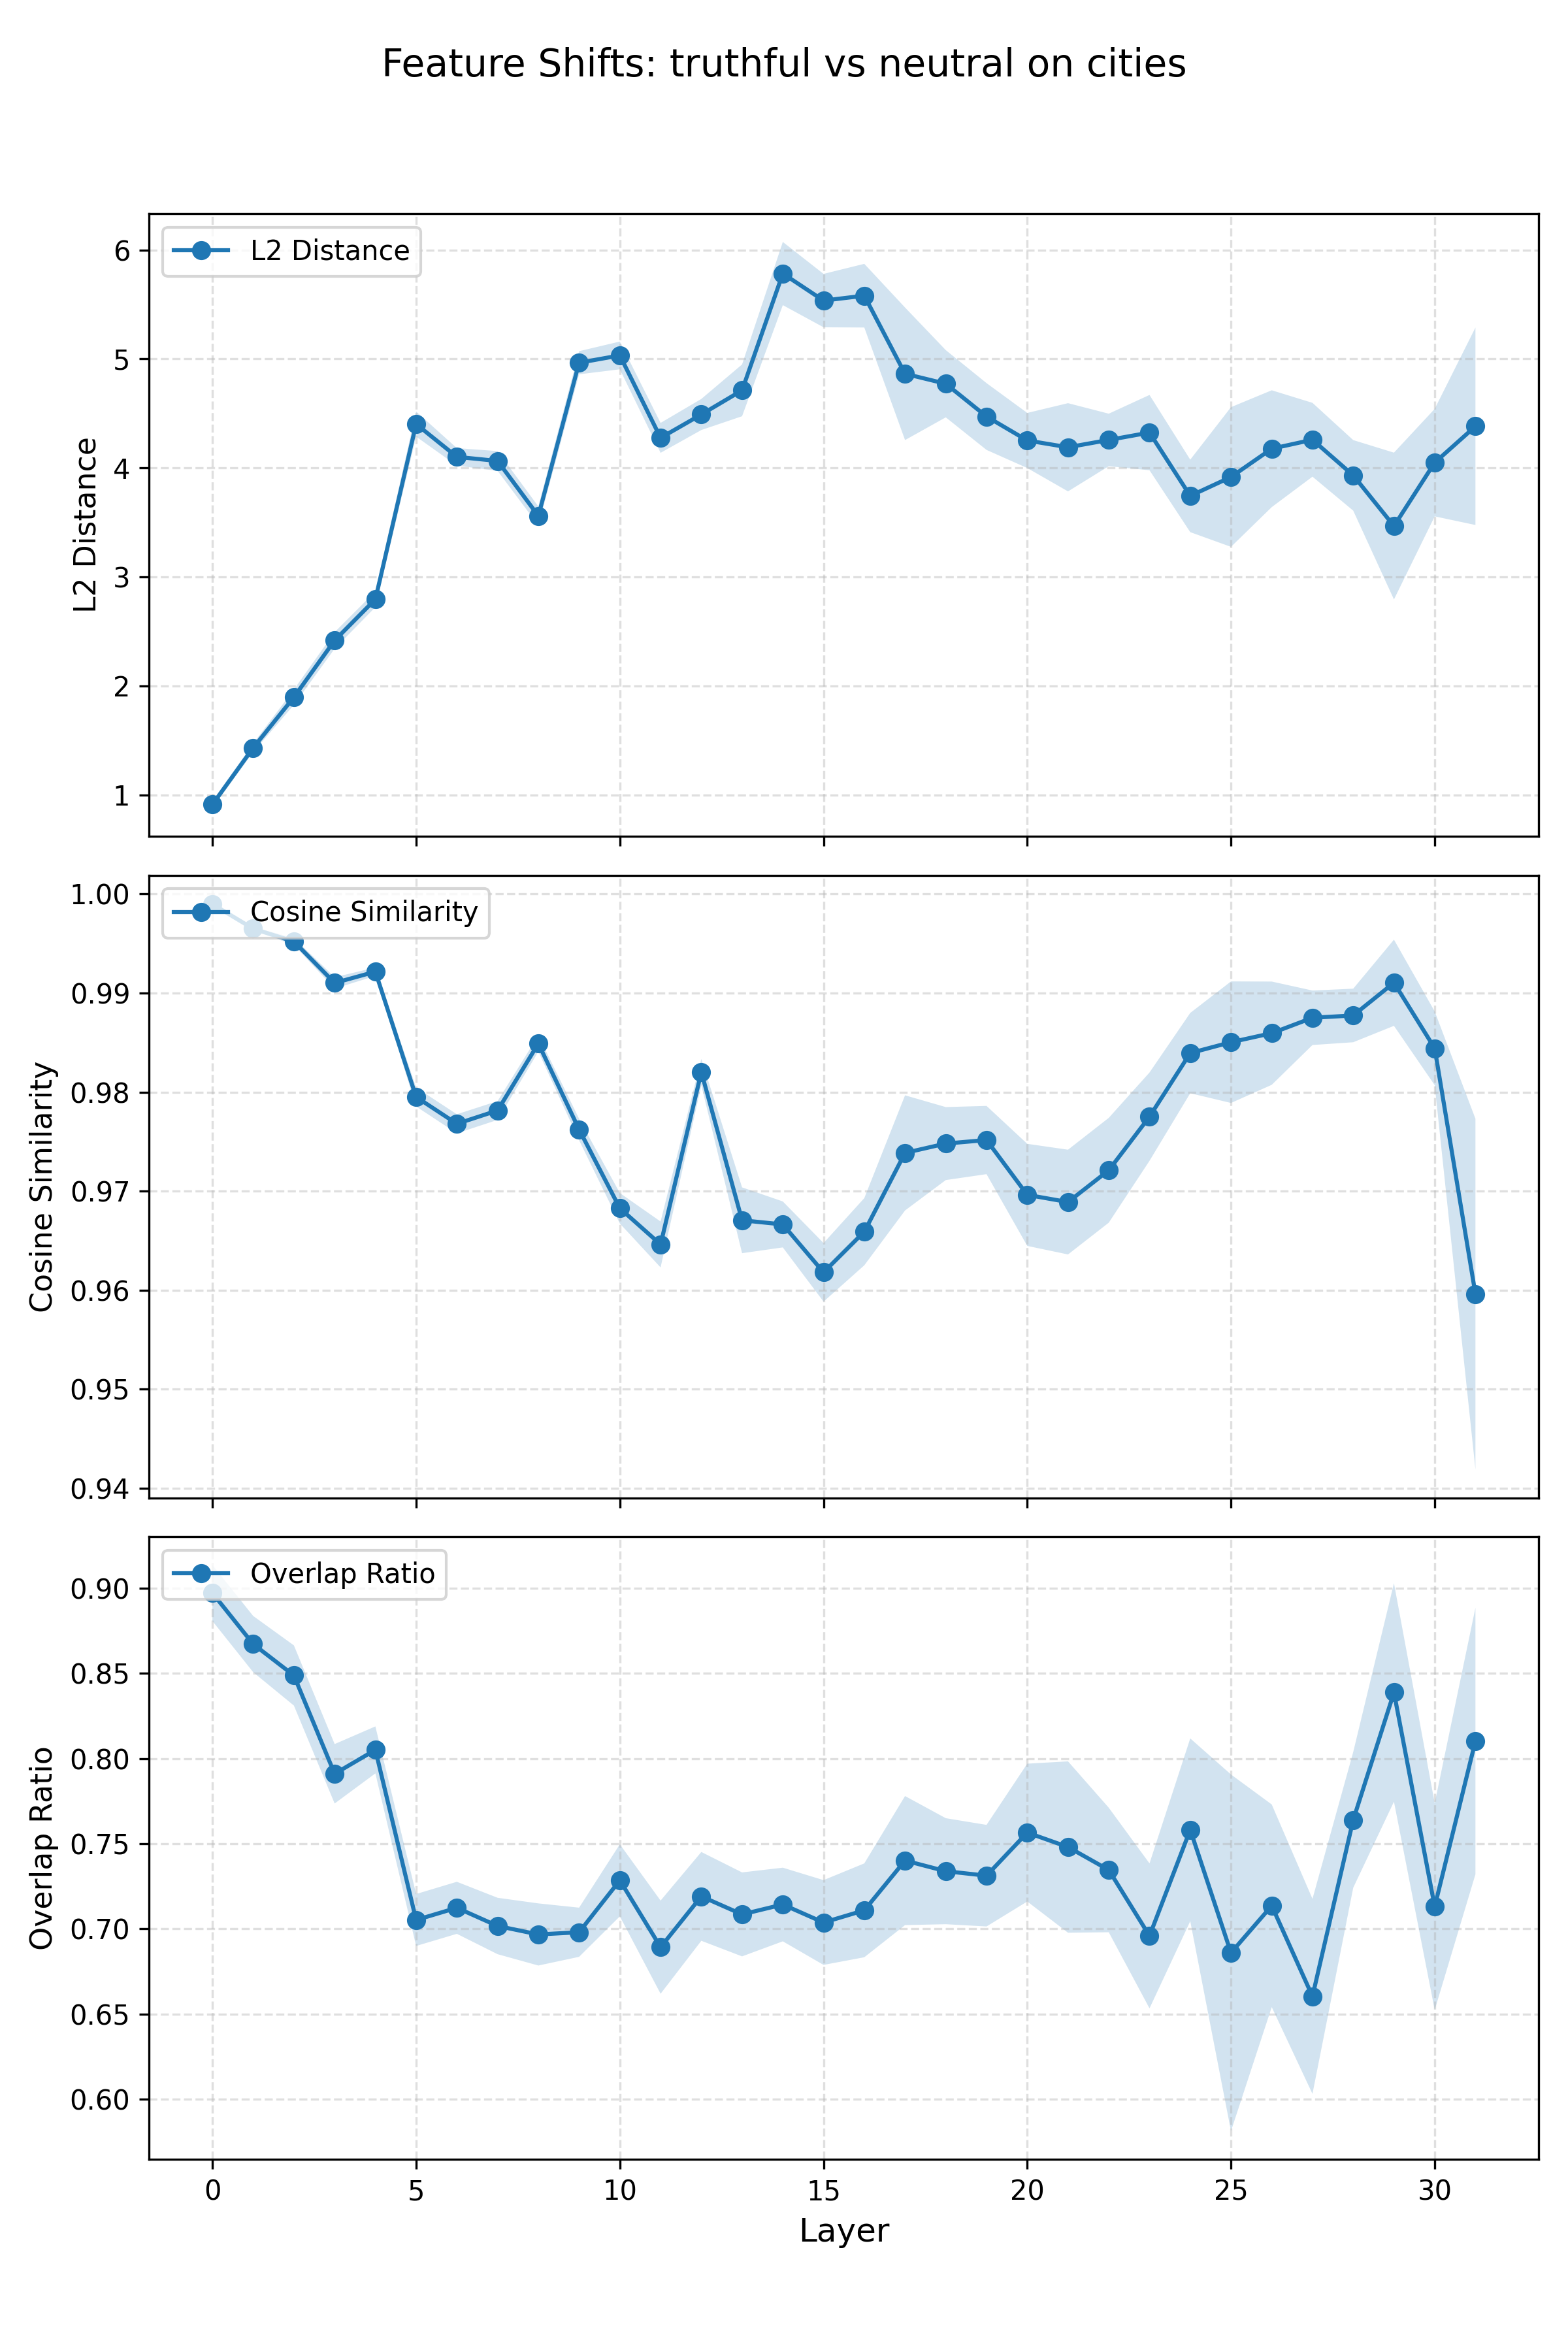 Feature Shifts: truthful vs neutral on cities
L2 Distance
L2 Distance
6
5
4
3
2
1
Cosine Similarity
Cosine Similarity
1.00
0.99
0.98
0.97
0.96
0.95
0.94
Overlap Ratio
Overlap Ratio
0.90
0.85
0.80
0.75
0.70
0.65
0.60
0 5 10 15 20 25 30
Layer